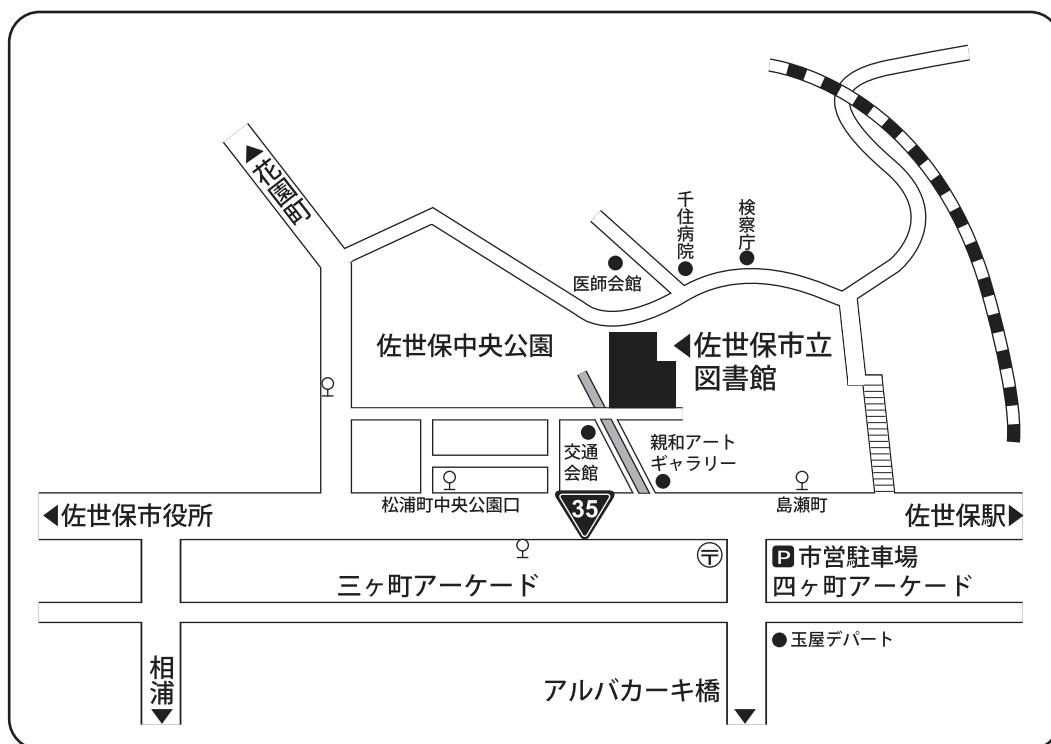 花園町
千住病院
検察庁
医師会館
佐世保中央公園
佐世保市立
図書館
交通
会館
親和アート
ギャラリー
松浦町中央公園口
35
島瀬町
佐世保市役所
佐世保駅
〒
P 市営駐車場
三ヶ町アーケード
四ヶ町アーケード
玉屋デパート
相浦
アルバカーキ橋